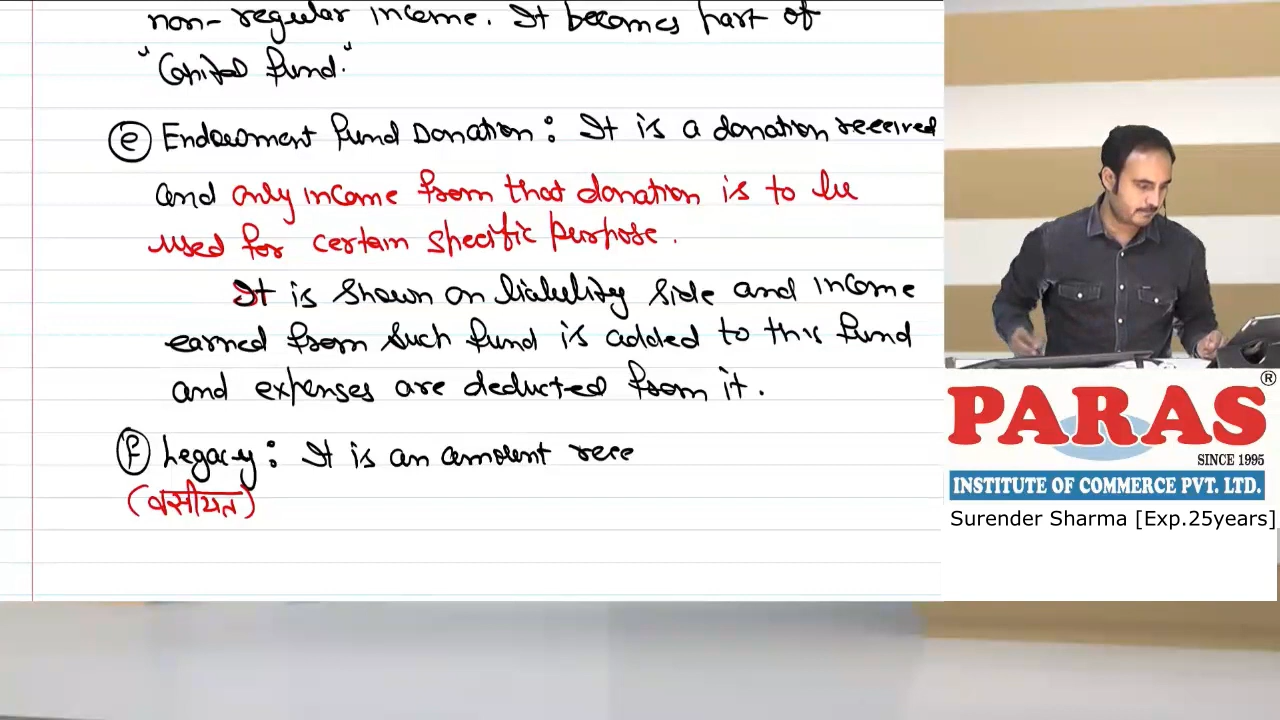 non-regular income. It becomes part of
"Capital fund."
(e) Endowment fund Donation: It is a donation received
and only income from that donation is to be
used for certain specific purpose.
It is shown on liability side and income
earned from such fund is added to this fund
and expenses are deducted from it.
(f) Legacy: It is an amount rece
(वसीयत)
PARAS®
SINCE 1995
INSTITUTE OF COMMERCE PVT. LTD.
Surender Sharma [Exp.25years]